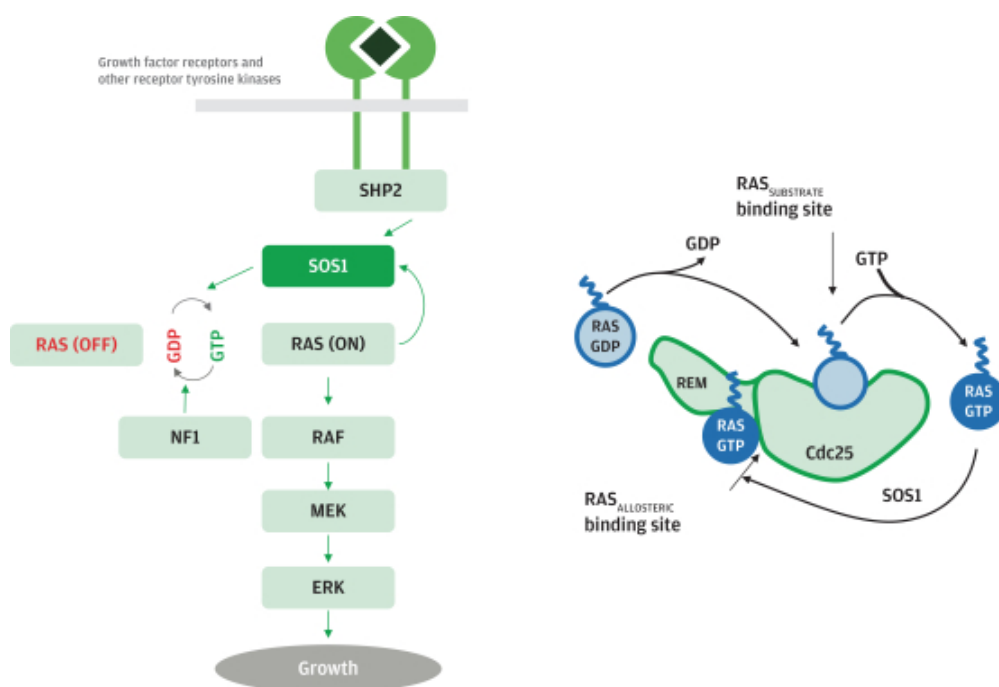 Growth factor receptors and
other receptor tyrosine kinases
SHP2
SOS1
RAS (OFF)
GDP
GTP
RAS (ON)
NF1
RAF
MEK
ERK
Growth
RAS SUBSTRATE
binding site
GDP
GTP
RAS
GDP
REM
RAS
GTP
Cdc25
RAS
GTP
SOS1
RAS ALLOSTERIC
binding site